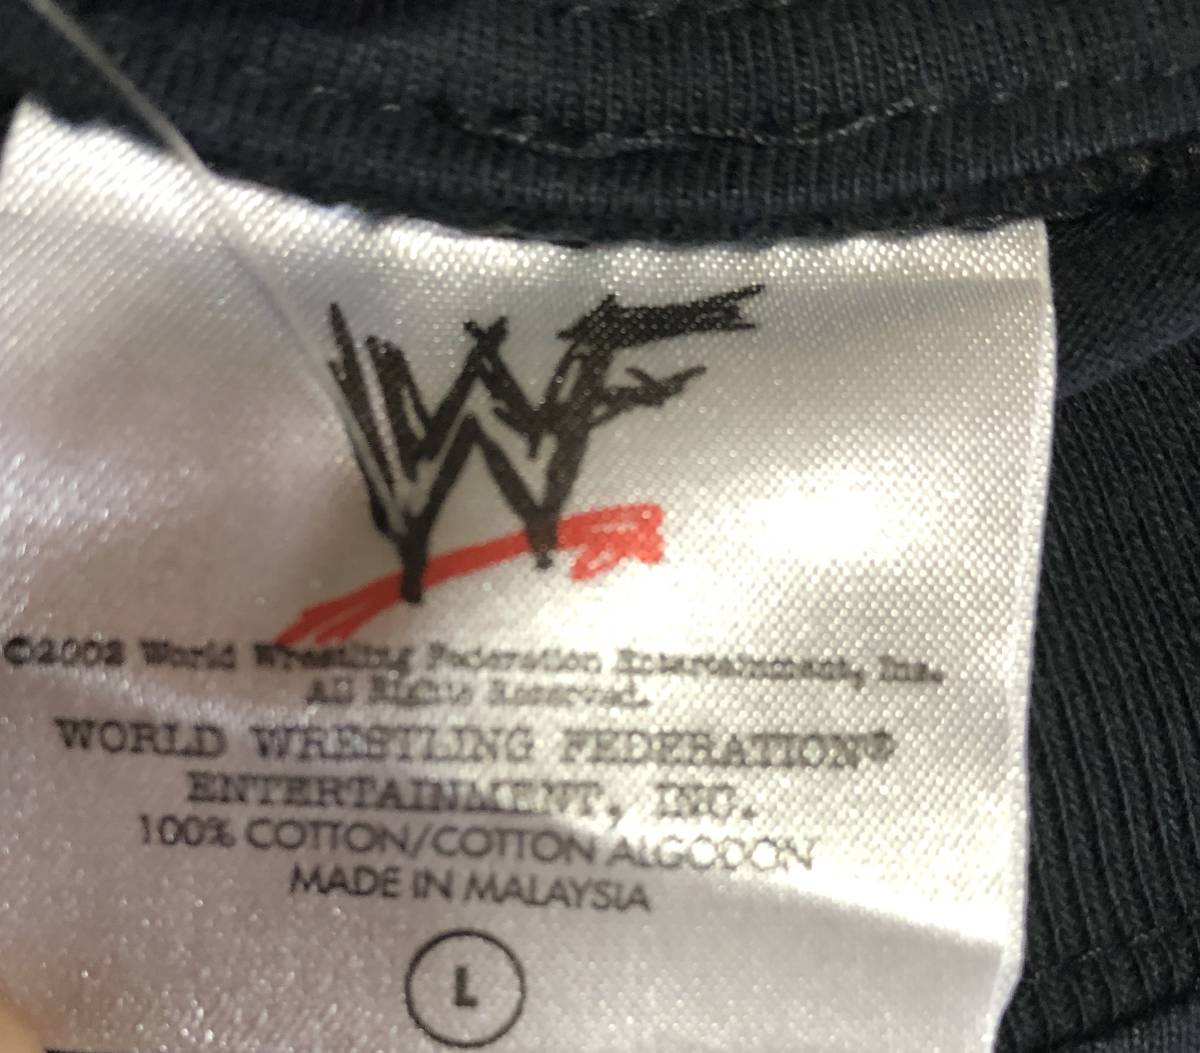 WF
©2002 World Wrestling Federation Entertainment, Inc.
All Rights Reserved.
WORLD WRESTLING FEDERATION®
ENTERTAINMENT, INC.
100% COTTON/COTTON ALGODON
MADE IN MALAYSIA
L